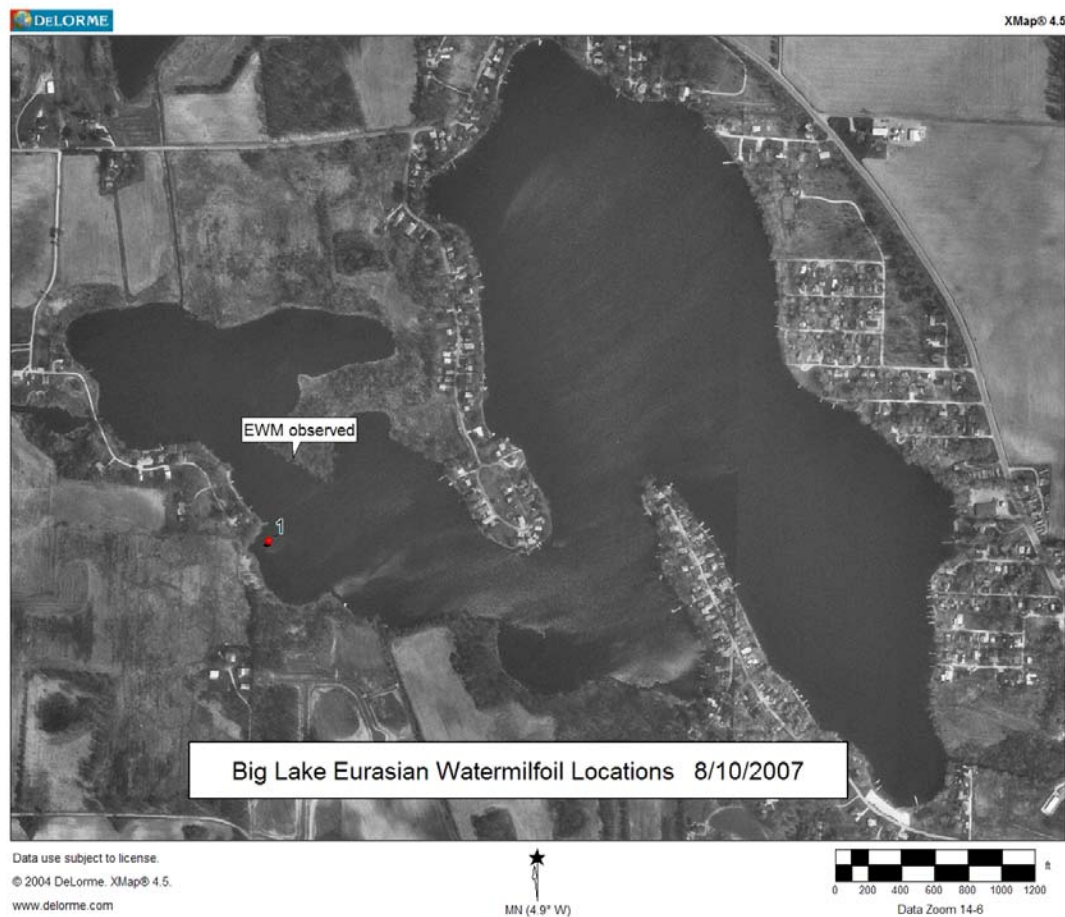 DELORME
XMap® 4.5
EWM observed
1
Big Lake Eurasian Watermilfoil Locations 8/10/2007
Data use subject to license.
© 2004 DeLorme. XMap® 4.5.
www.delorme.com
MN (4.9° W)
ft
0 200 400 600 800 1000 1200
Data Zoom 14-6